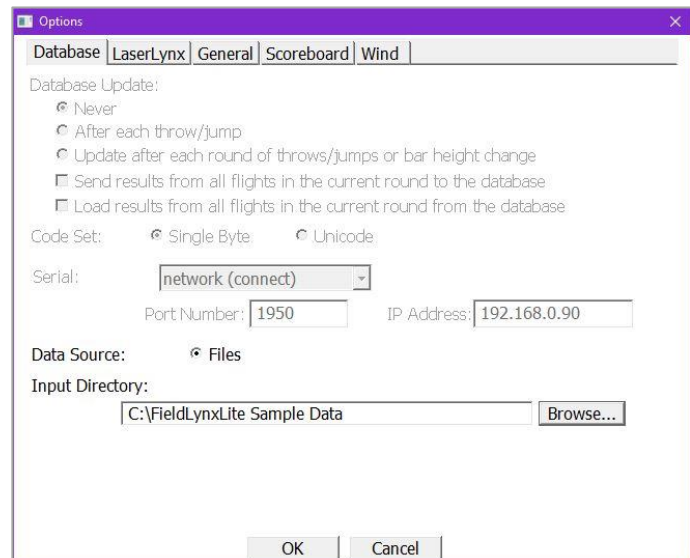 Options
Database LaserLynx General Scoreboard Wind
Database Update:
Never
After each throw/jump
Update after each round of throws/jumps or bar height change
Send results from all flights in the current round to the database
Load results from all flights in the current round from the database
Code Set: Single Byte Unicode
Serial: network (connect)
Port Number: 1950 IP Address: 192.168.0.90
Data Source: Files
Input Directory:
C:\FieldLynxLite Sample Data Browse...
OK Cancel